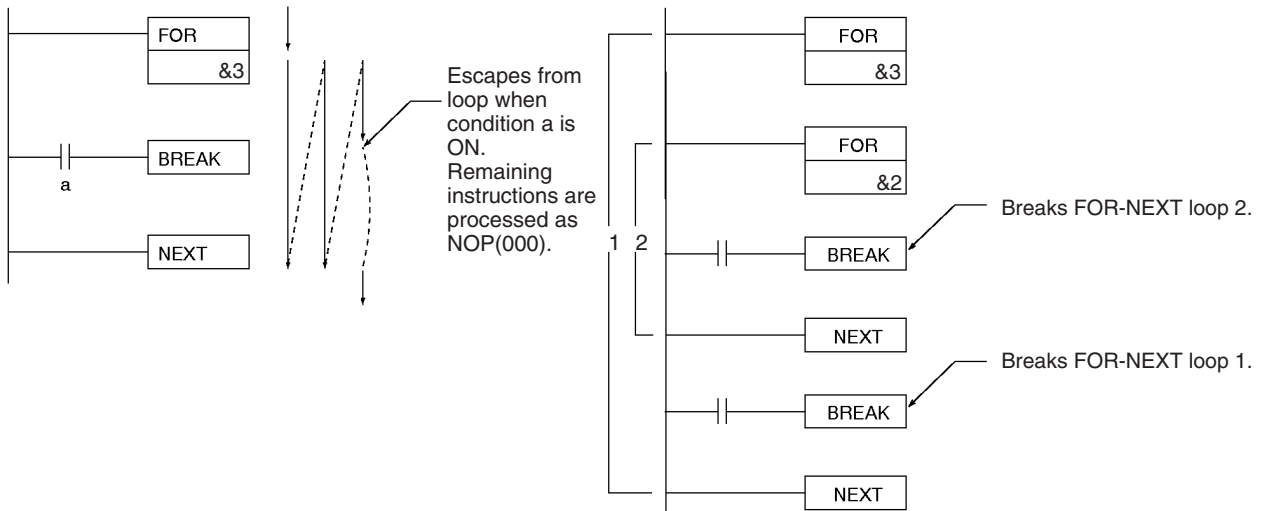 FOR
&3
a
BREAK
NEXT
Escapes from
loop when
condition a is
ON.
Remaining
instructions are
processed as
NOP(000).
1 2
FOR
&3
FOR
&2
BREAK
Breaks FOR-NEXT loop 2.
NEXT
Breaks FOR-NEXT loop 1.
BREAK
NEXT